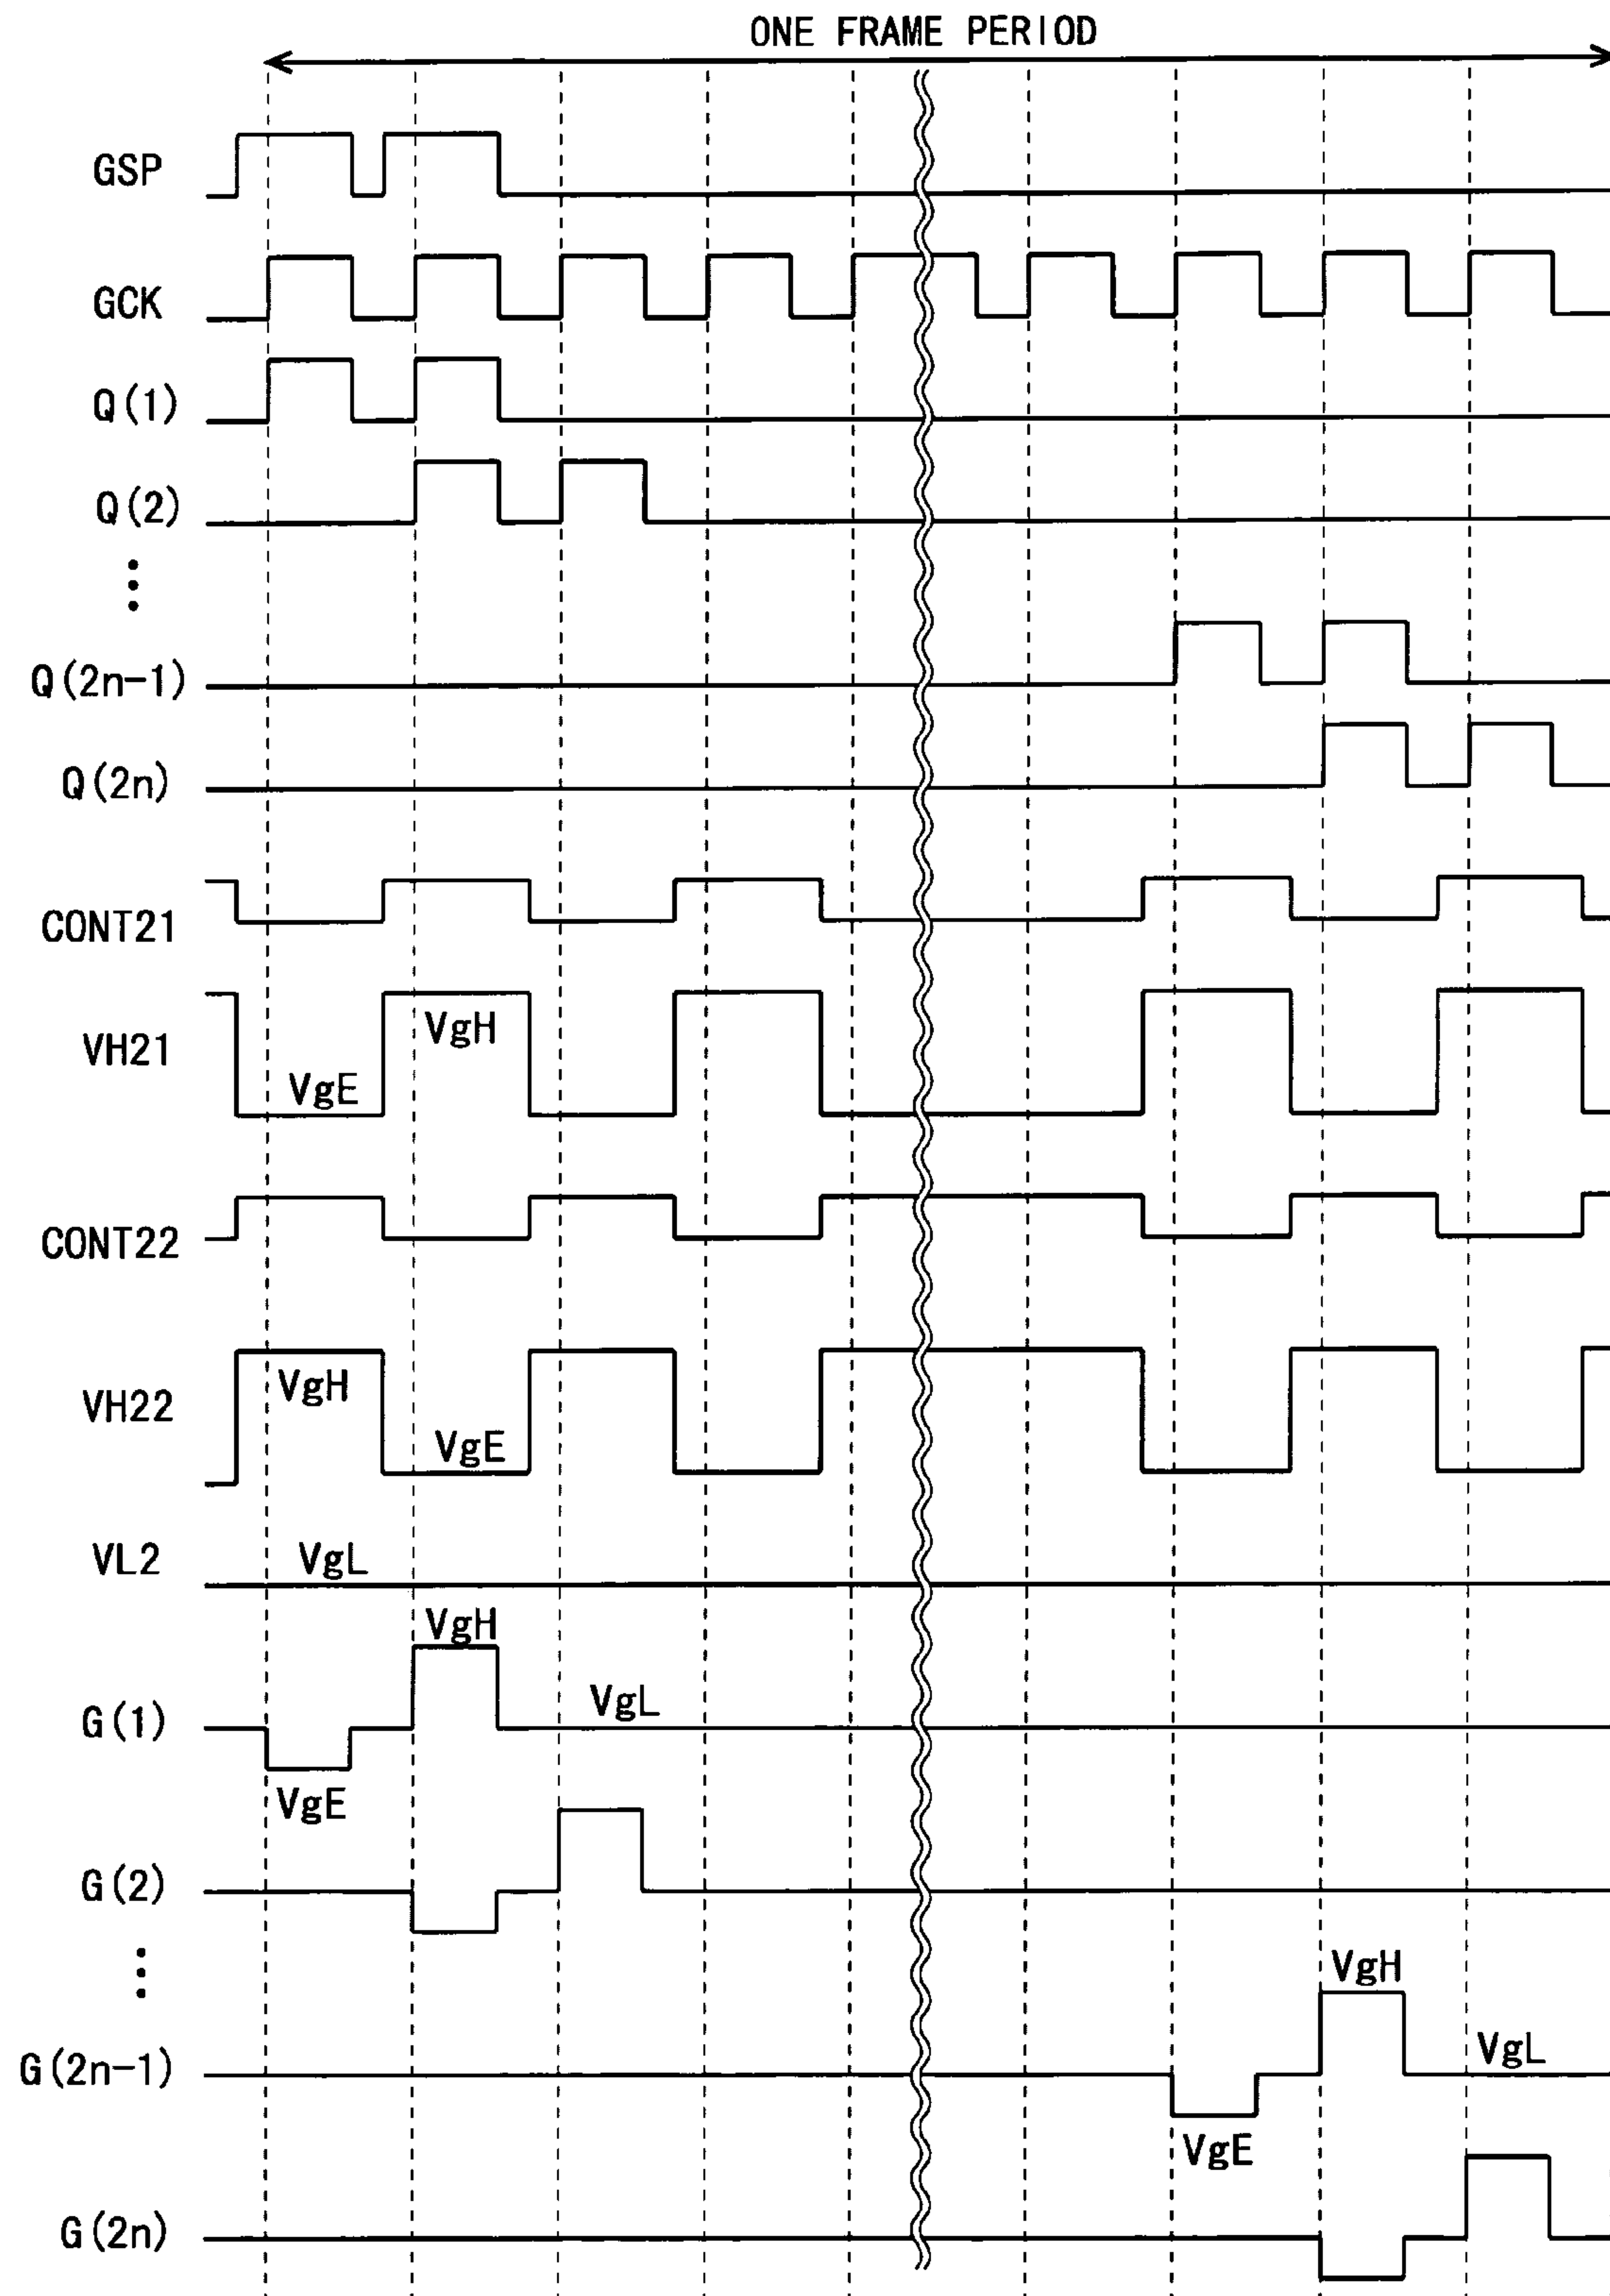 ONE FRAME PERIOD
GSP
GCK
Q(1)
Q(2)
Q(2n-1)
Q(2n)
CONT21
VH21
VgH
VgE
CONT22
VH22
VgH
VgE
VL2
VgL
VgH
G(1)
VgL
VgE
G(2)
VgH
G(2n-1)
VgL
VgE
G(2n)